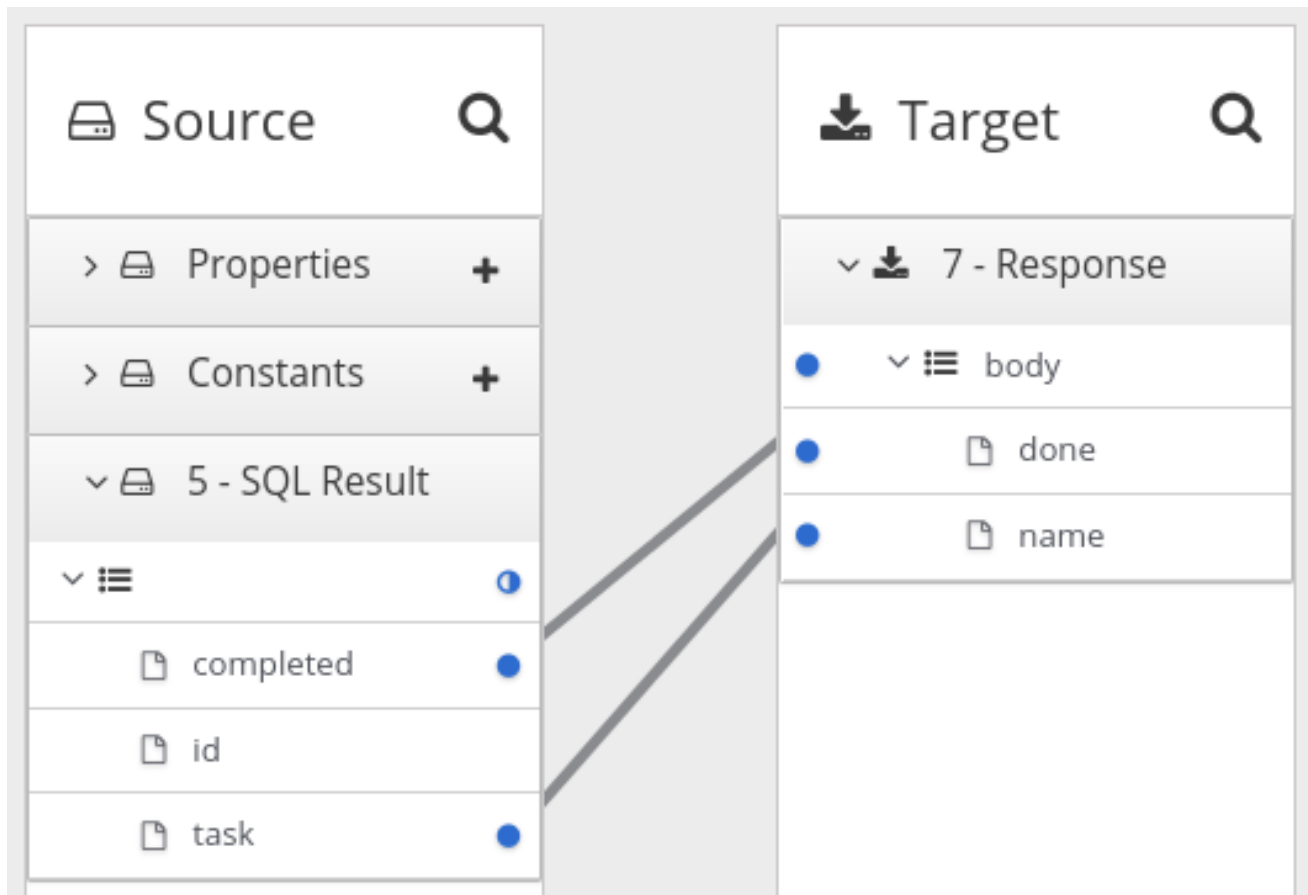 Source
Properties
Constants
5 - SQL Result
completed
id
task
Target
7 - Response
body
done
name